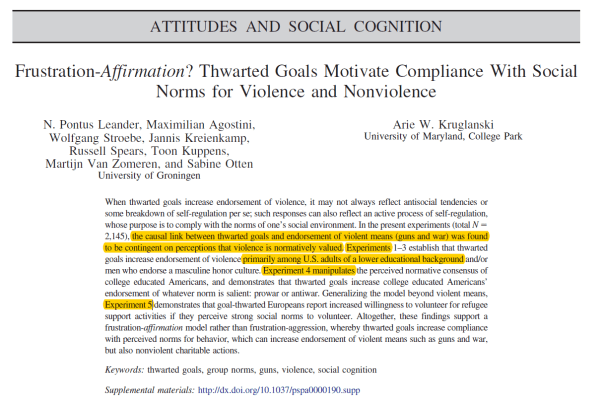 ATTITUDES AND SOCIAL COGNITION
Frustration-Affirmation? Thwarted Goals Motivate Compliance With Social
Norms for Violence and Nonviolence
N. Pontus Leander, Maximilian Agostini,
Wolfgang Stroebe, Jannis Kreienkamp,
Russell Spears, Toon Kuppens,
Martijn Van Zomeren, and Sabine Otten
University of Groningen
Arie W. Kruglanski
University of Maryland, College Park
When thwarted goals increase endorsement of violence, it may not always reflect antisocial tendencies or
some breakdown of self-regulation per se; such responses can also reflect an active process of self-regulation,
whose purpose is to comply with the norms of one's social environment. In the present experiments (total N =
2,145), the causal link between thwarted goals and endorsement of violent means (guns and war) was found
to be contingent on perceptions that violence is normatively valued. Experiments 1–3 establish that thwarted
goals increase endorsement of violence primarily among U.S. adults of a lower educational background and/or
men who endorse a masculine honor culture. Experiment 4 manipulates the perceived normative consensus of
college educated Americans, and demonstrates that thwarted goals increase college educated Americans'
endorsement of whatever norm is salient: prowar or antiwar. Generalizing the model beyond violent means,
Experiment 5 demonstrates that goal-thwarted Europeans report increased willingness to volunteer for refugee
support activities if they perceive strong social norms to volunteer. Altogether, these findings support a
frustration-affirmation model rather than frustration-aggression, whereby thwarted goals increase compliance
with perceived norms for behavior, which can increase endorsement of violent means such as guns and war,
but also nonviolent charitable actions.
Keywords: thwarted goals, group norms, guns, violence, social cognition
Supplemental materials: http://dx.doi.org/10.1037/pspa0000190.supp